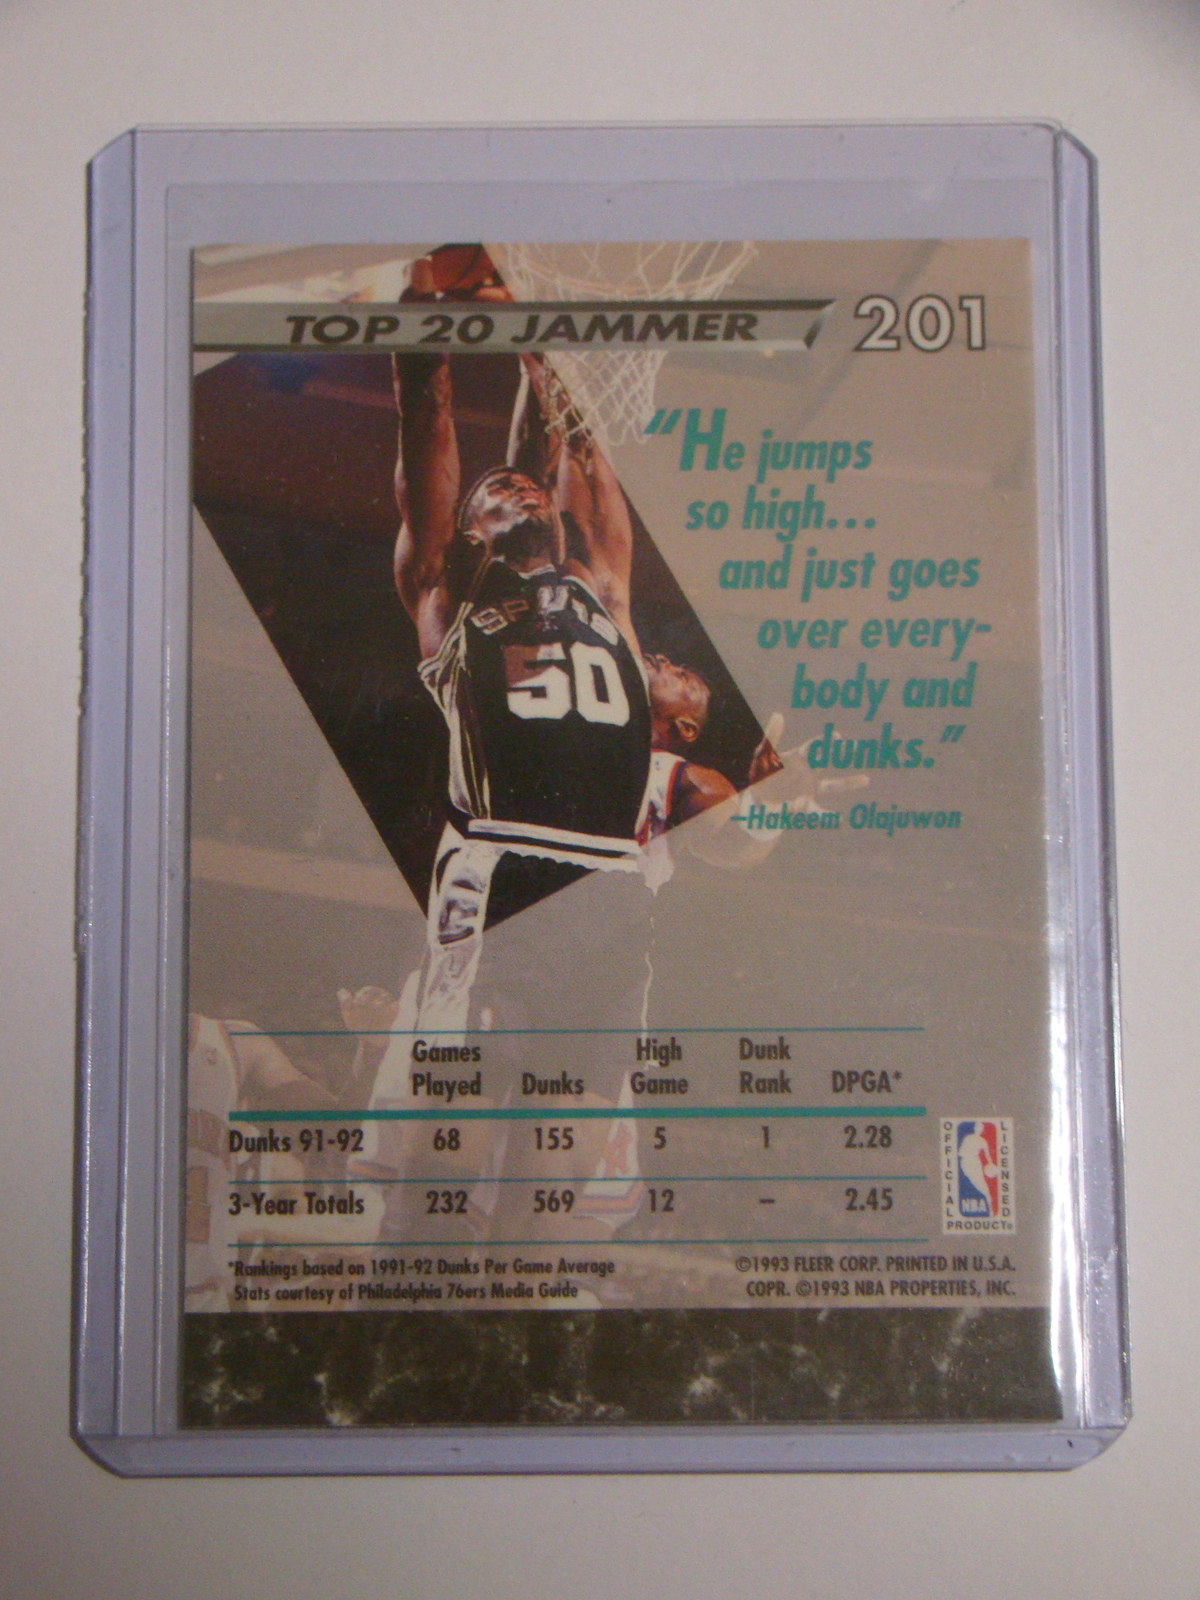 TOP 20 JAMMER
201
“He jumps
so high...
and just goes
over every-
body and
dunks.”
–Hakeem Olajuwon
SPURS
50
Games Played Dunks High Game Dunk Rank DPGA*
Dunks 91-92 68 155 5 1 2.28
3-Year Totals 232 569 12 – 2.45
OFFICIAL
LICENSED
NBA
PRODUCT®
*Rankings based on 1991-92 Dunks Per Game Average
Stats courtesy of Philadelphia 76ers Media Guide
©1993 FLEER CORP. PRINTED IN U.S.A.
COPR. ©1993 NBA PROPERTIES, INC.